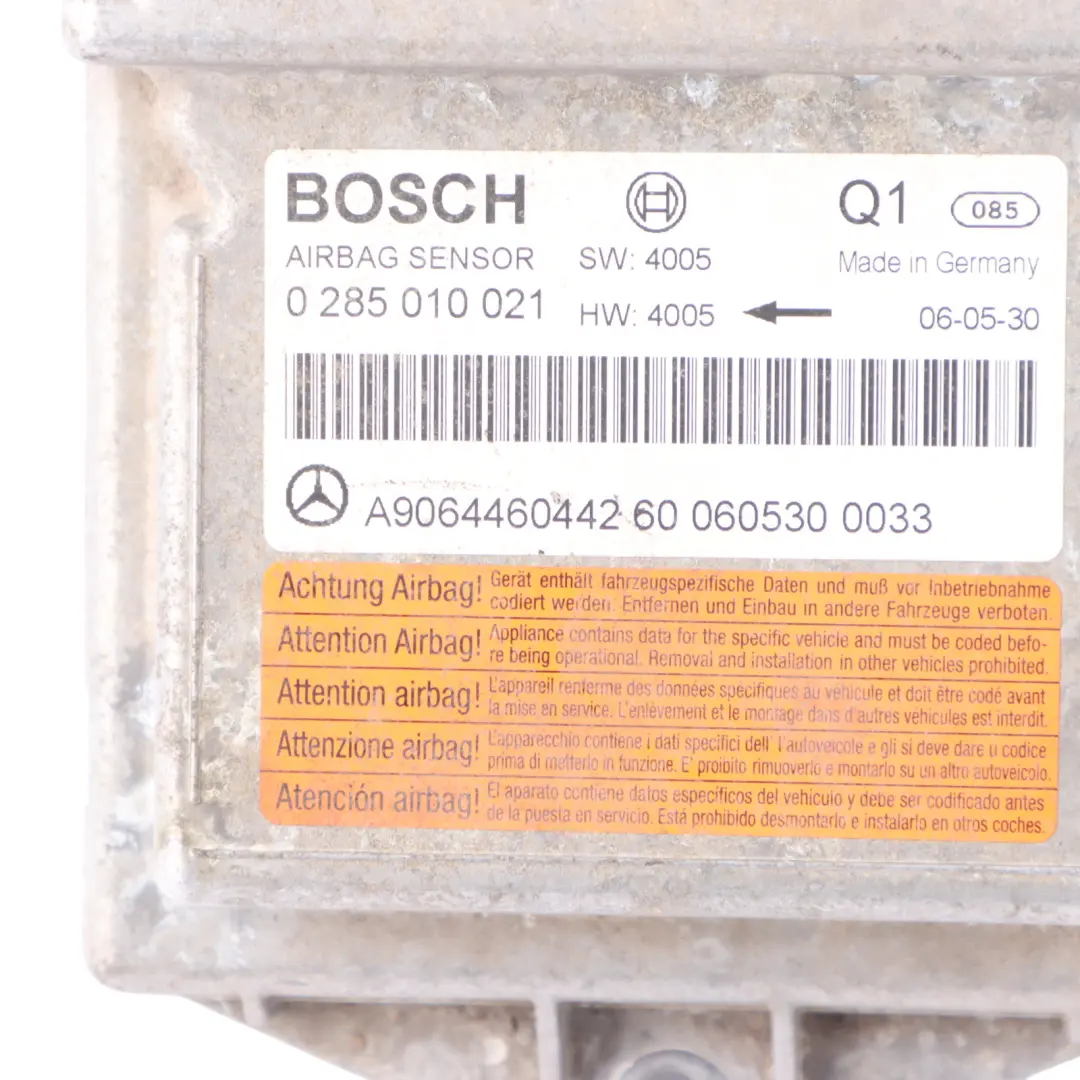 BOSCH Q1 085
AIRBAG SENSOR SW: 4005 Made in Germany
0 285 010 021 HW: 4005 06-05-30
A9064460442 60 060530 0033
Achtung Airbag! Gerät enthält fahrzeugspezifische Daten und muß vor Inbetriebnahme
codiert werden. Entfernen und Einbau in andere Fahrzeuge verboten.
Attention Airbag! Appliance contains data for the specific vehicle and must be coded befo-
re being operational. Removal and installation in other vehicles prohibited.
Attention airbag! L'appareil renferme des données spécifiques au véhicule et doit être codé avant
la mise en service. L'enlèvement et le montage dans d'autres véhicules est interdit.
Attenzione airbag! L'apparecchio contiene i dati specifici dell' l'autoveicole e gli si deve dare u codice
prima di metterlo in funzione. E' proibito rimuoverlo e montarlo su un altro autoveicolo.
Atención airbag! El aparato contiene datos específicos del vehículo y debe ser codificado antes
de la puesta en servicio. Está prohibido desmontarlo e instalarlo en otros coches.